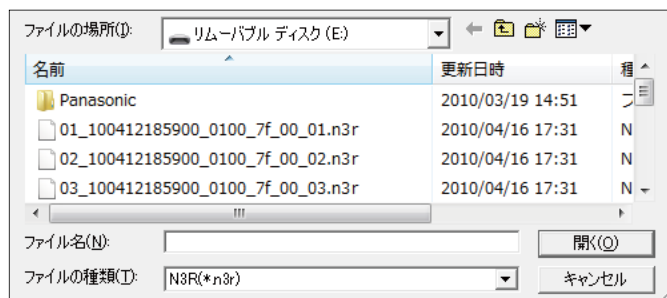 ファイルの場所(I): リムーバブル ディスク (E:)
名前 更新日時
Panasonic 2010/03/19 14:51
01_100412185900_0100_7f_00_01.n3r 2010/04/16 17:31 N
02_100412185900_0100_7f_00_02.n3r 2010/04/16 17:31 N
03_100412185900_0100_7f_00_03.n3r 2010/04/16 17:31 N
ファイル名(N): 開く(O)
ファイルの種類(T): N3R(*n3r) キャンセル